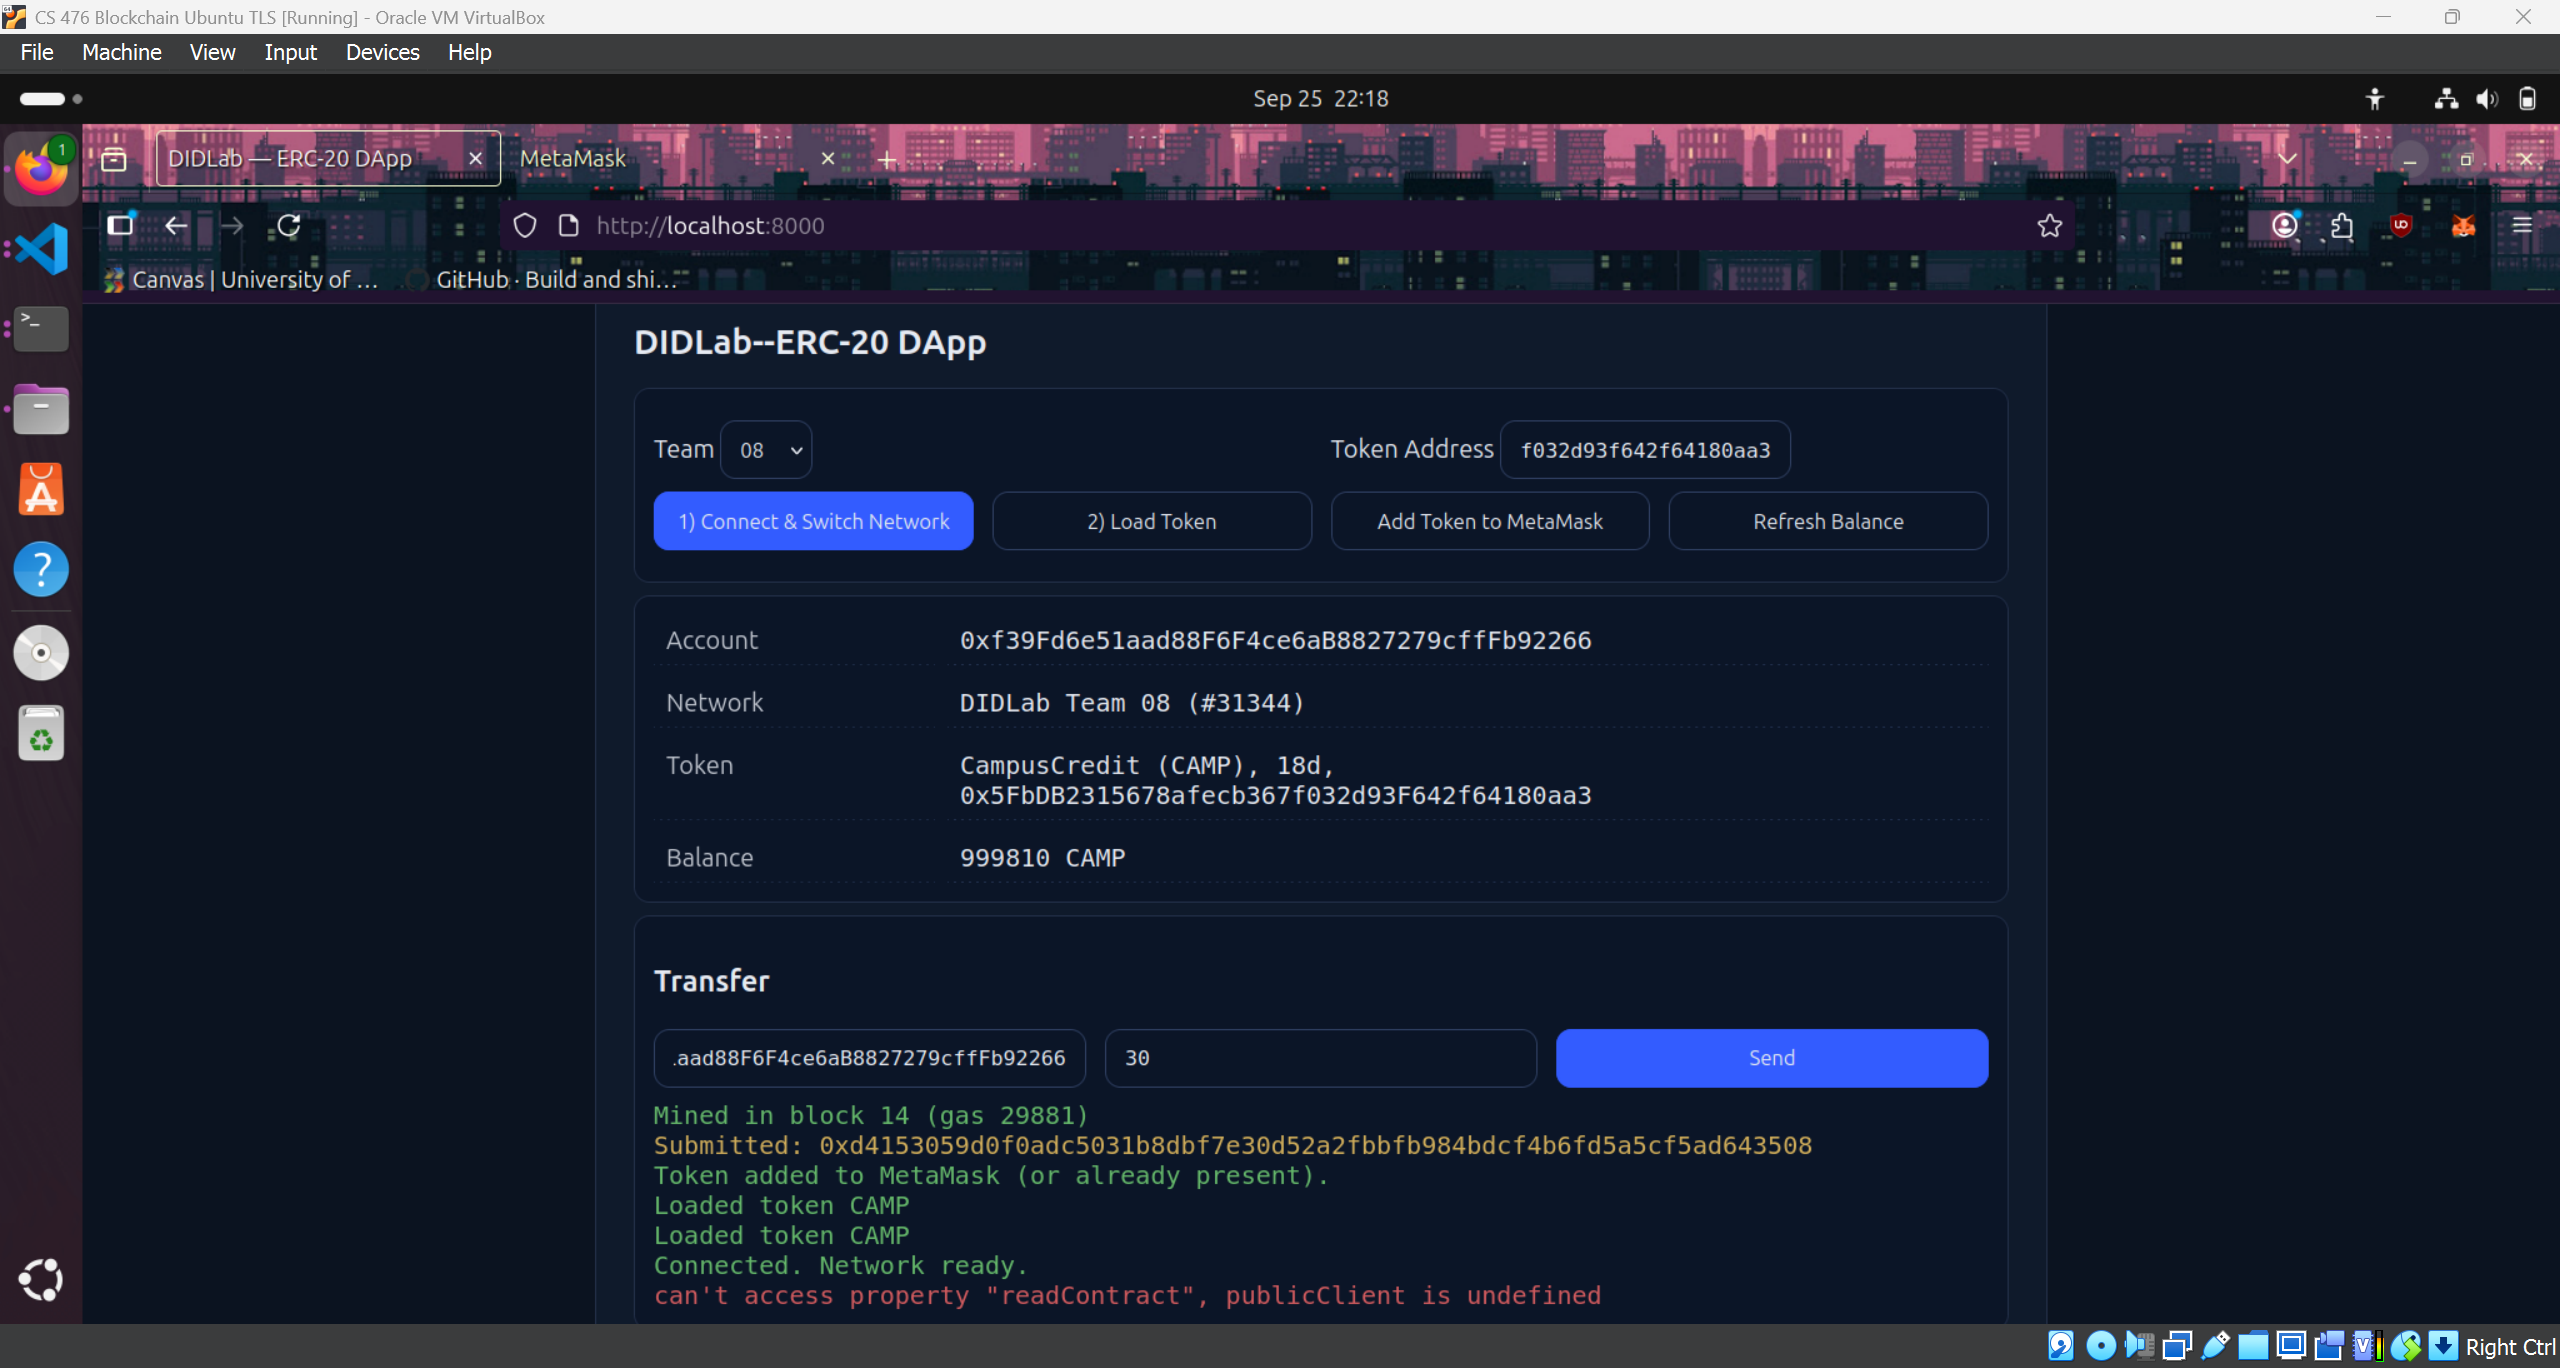 CS 476 Blockchain Ubuntu TLS [Running] - Oracle VM VirtualBox
File Machine View Input Devices Help
Sep 25 22:18
1
DIDLab — ERC-20 DApp
MetaMask
http://localhost:8000
Canvas | University of ...
GitHub · Build and shi...
DIDLab--ERC-20 DApp
Team 08
Token Address f032d93f642f64180aa3
1) Connect & Switch Network
2) Load Token
Add Token to MetaMask
Refresh Balance
Account 0xf39Fd6e51aad88F6F4ce6aB8827279cffFb92266
Network DIDLab Team 08 (#31344)
Token CampusCredit (CAMP), 18d,
0x5FbDB2315678afecb367f032d93F642f64180aa3
Balance 999810 CAMP
Transfer
aad88F6F4ce6aB8827279cffFb92266
30
Send
Mined in block 14 (gas 29881)
Submitted: 0xd4153059d0f0adc5031b8dbf7e30d52a2fbbfb984bdcf4b6fd5a5cf5ad643508
Token added to MetaMask (or already present).
Loaded token CAMP
Loaded token CAMP
Connected. Network ready.
can't access property "readContract", publicClient is undefined
Right Ctrl